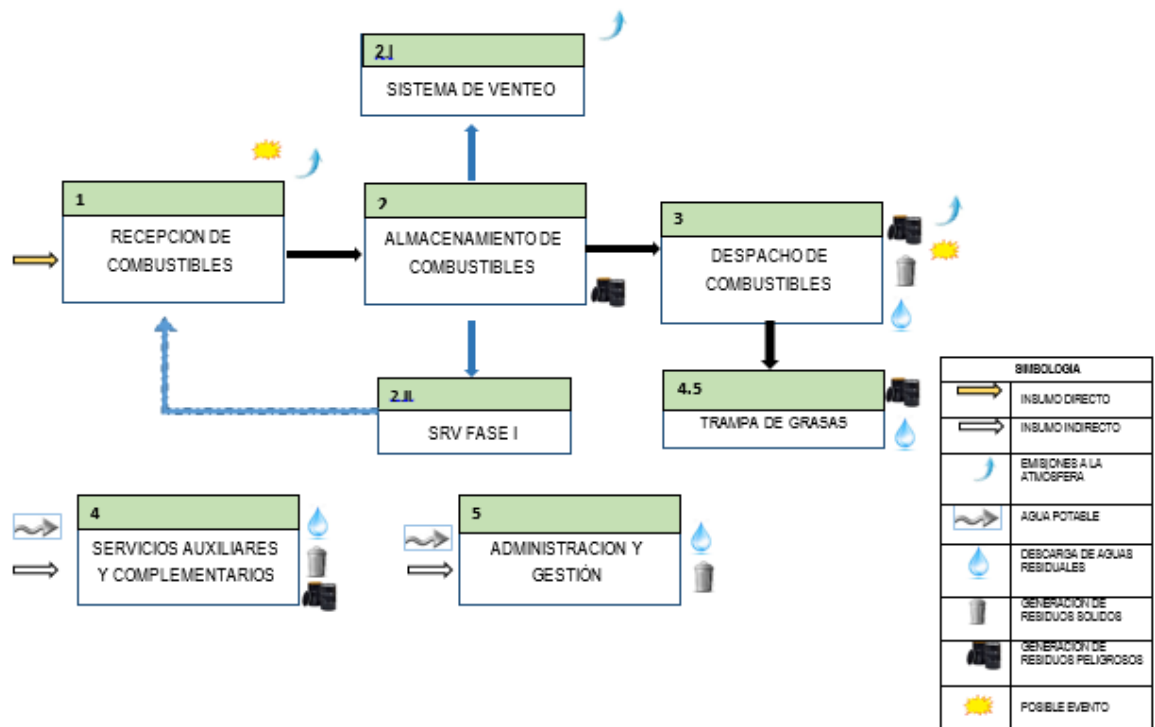 2.I
SISTEMA DE VENTEO
1
RECEPCION DE
COMBUSTIBLES
2
ALMACENAMIENTO DE
COMBUSTIBLES
3
DESPACHO DE
COMBUSTIBLES
2.II.
SRV FASE I
4.5
TRAMPA DE GRASAS
4
SERVICIOS AUXILIARES
Y COMPLEMENTARIOS
5
ADMINISTRACION Y
GESTIÓN
SIMBOLOGIA
INSUMO DIRECTO
INSUMO INDIRECTO
EMISIONES A LA
ATMOSFERA
AGUA POTABLE
DESCARGA DE AGUAS
RESIDUALES
GENERACION DE
RESIDUOS SOLIDOS
GENERACION DE
RESIDUOS PELIGROSOS
POSIBLE EVENTO